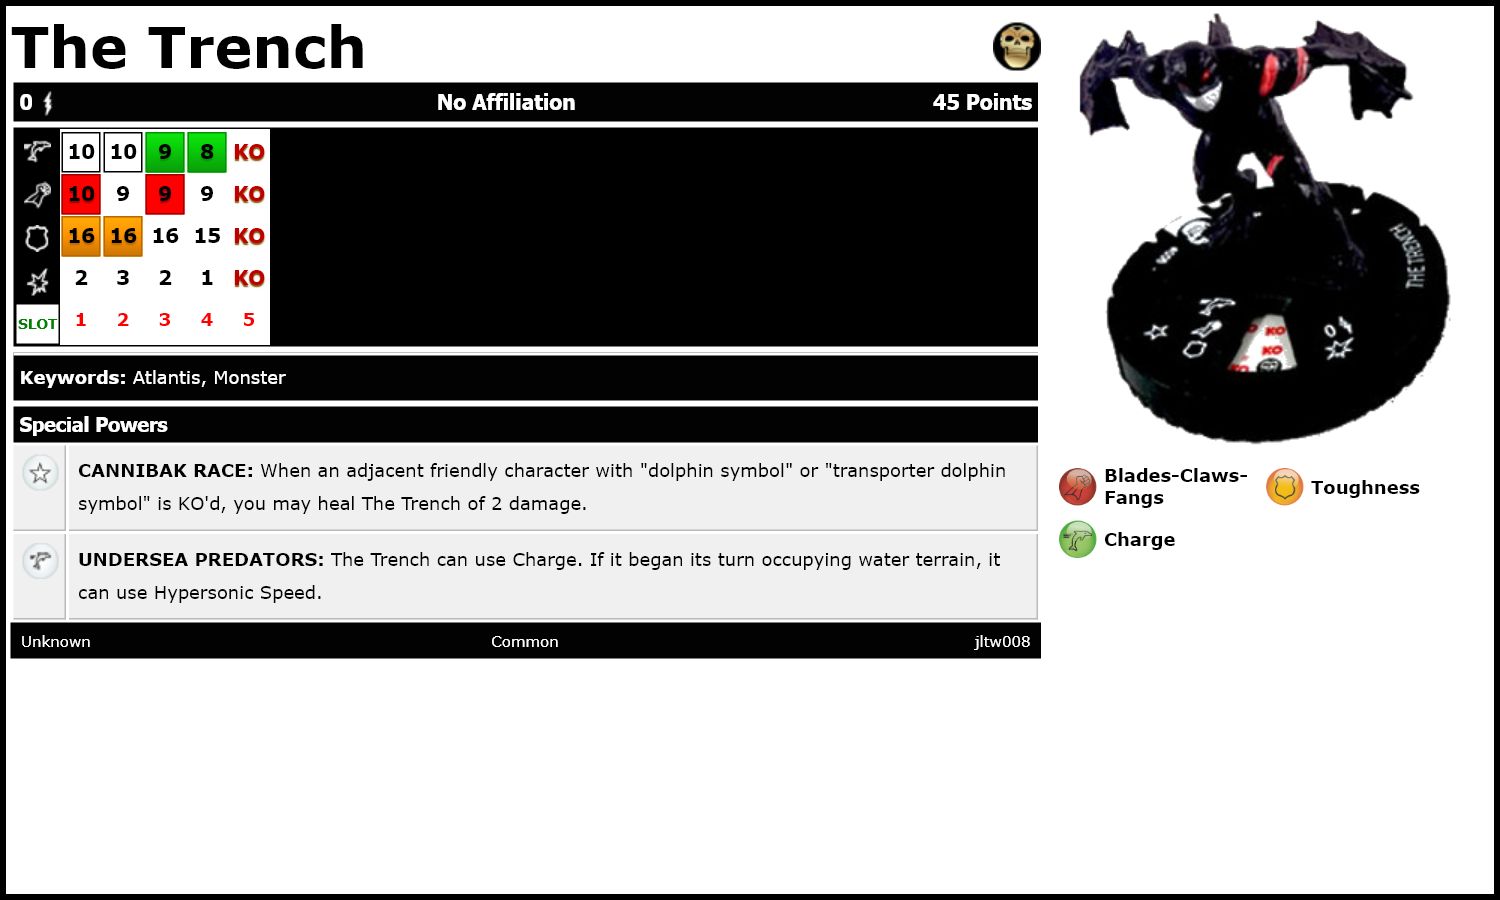 The Trench
0 No Affiliation 45 Points
10 10 9 8 KO
10 9 9 9 KO
16 16 16 15 KO
2 3 2 1 KO
SLOT 1 2 3 4 5
Keywords: Atlantis, Monster
Special Powers
CANNIBAK RACE: When an adjacent friendly character with "dolphin symbol" or "transporter dolphin
symbol" is KO'd, you may heal The Trench of 2 damage.
UNDERSEA PREDATORS: The Trench can use Charge. If it began its turn occupying water terrain, it
can use Hypersonic Speed.
Unknown Common jltw008
THE TRENCH
0
KO KO
KO
KO
Blades-Claws-
Fangs
Toughness
Charge